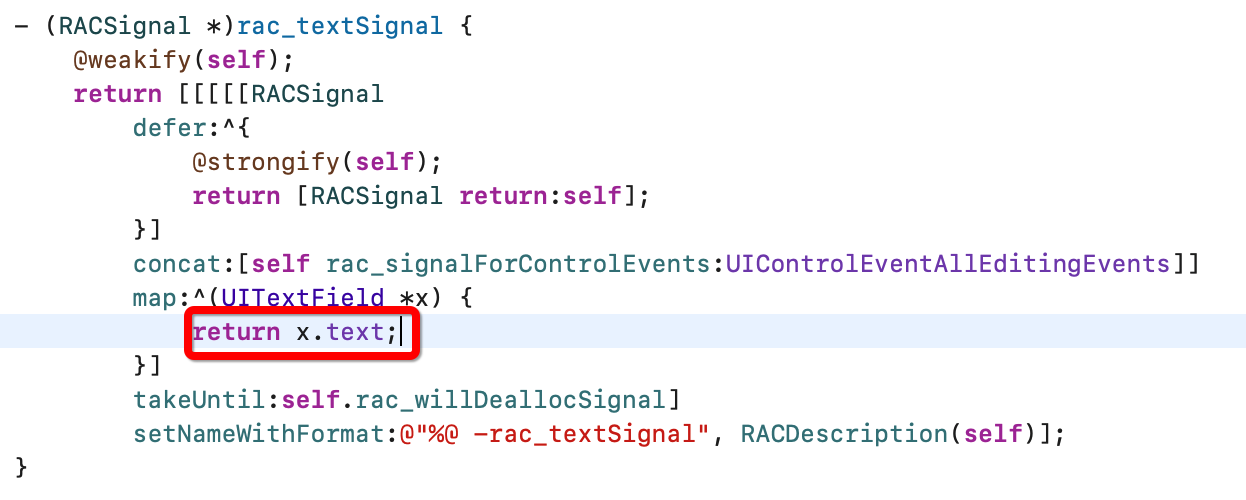 - (RACSignal *)rac_textSignal {
    @weakify(self);
    return [[[[[RACSignal
        defer:^{
            @strongify(self);
            return [RACSignal return:self];
        }]
        concat:[self rac_signalForControlEvents:UIControlEventAllEditingEvents]]
        map:^(UITextField *x) {
            return x.text;
        }]
        takeUntil:self.rac_willDeallocSignal]
        setNameWithFormat:@"%@ -rac_textSignal", RACDescription(self)];
}